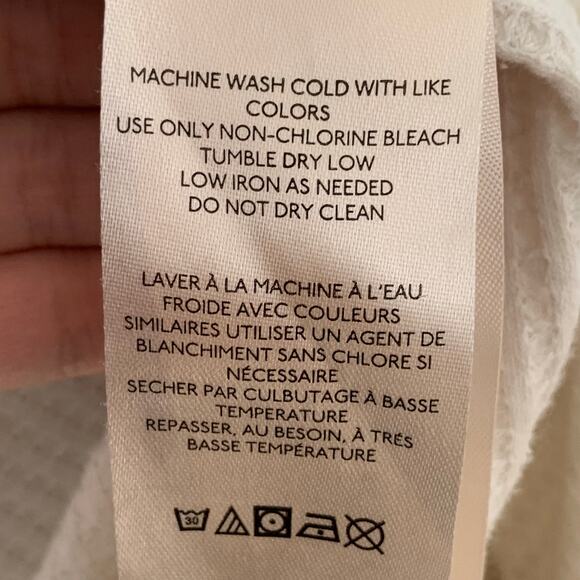 MACHINE WASH COLD WITH LIKE
COLORS
USE ONLY NON-CHLORINE BLEACH
TUMBLE DRY LOW
LOW IRON AS NEEDED
DO NOT DRY CLEAN
LAVER À LA MACHINE À L'EAU
FROIDE AVEC COULEURS
SIMILAIRES UTILISER UN AGENT DE
BLANCHIMENT SANS CHLORE SI
NÉCESSAIRE
SECHER PAR CULBUTAGE À BASSE
TEMPERATURE
REPASSER, AU BESOIN, À TRÉS
BASSE TEMPÉRATURE
30